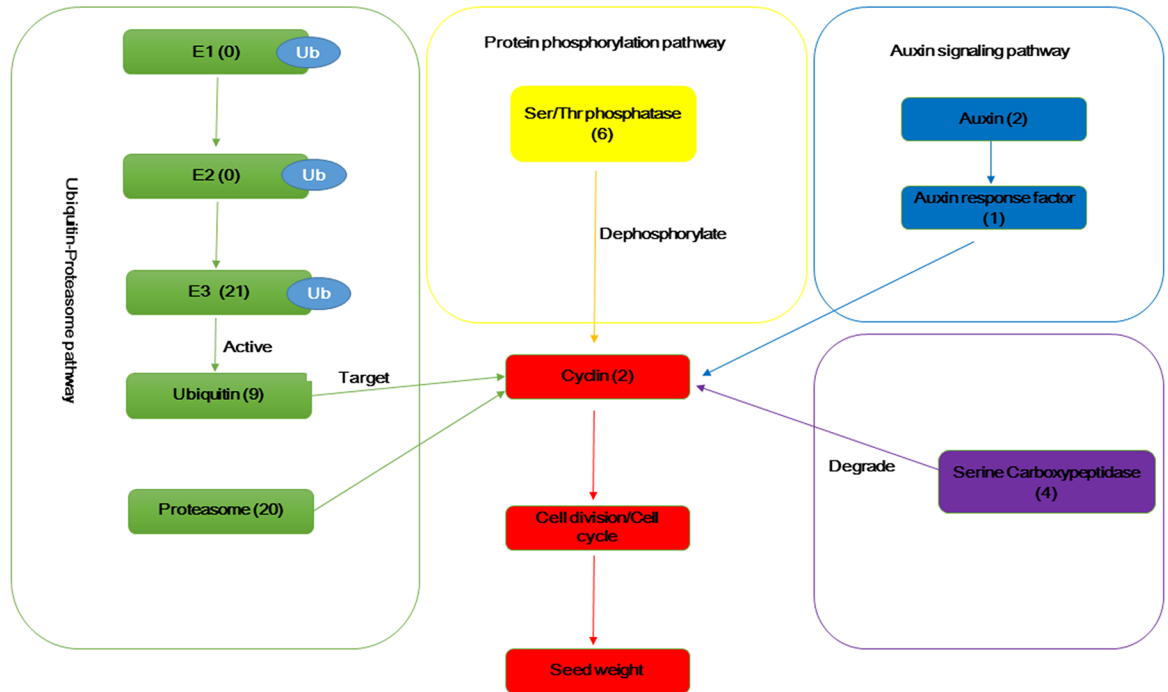 Ubiquitin-Proteasome pathway
E1 (0)
Ub
E2 (0)
Ub
E3 (21)
Ub
Active
Ubiquitin (9)
Target
Proteasome (20)
Protein phosphorylation pathway
Ser/Thr phosphatase
(6)
Dephosphorylate
Cyclin (2)
Cell division/Cell
cycle
Seed weight
Auxin signaling pathway
Auxin (2)
Auxin response factor
(1)
Degrade
Serine Carboxypeptidase
(4)